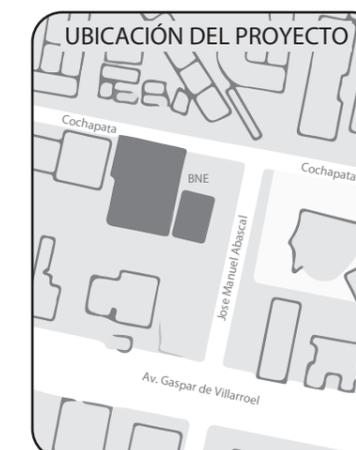 UBICACIÓN DEL PROYECTO
Cochapata
Cochapata
BNE
Jose Manuel Abascal
Av. Gaspar de Villarroel